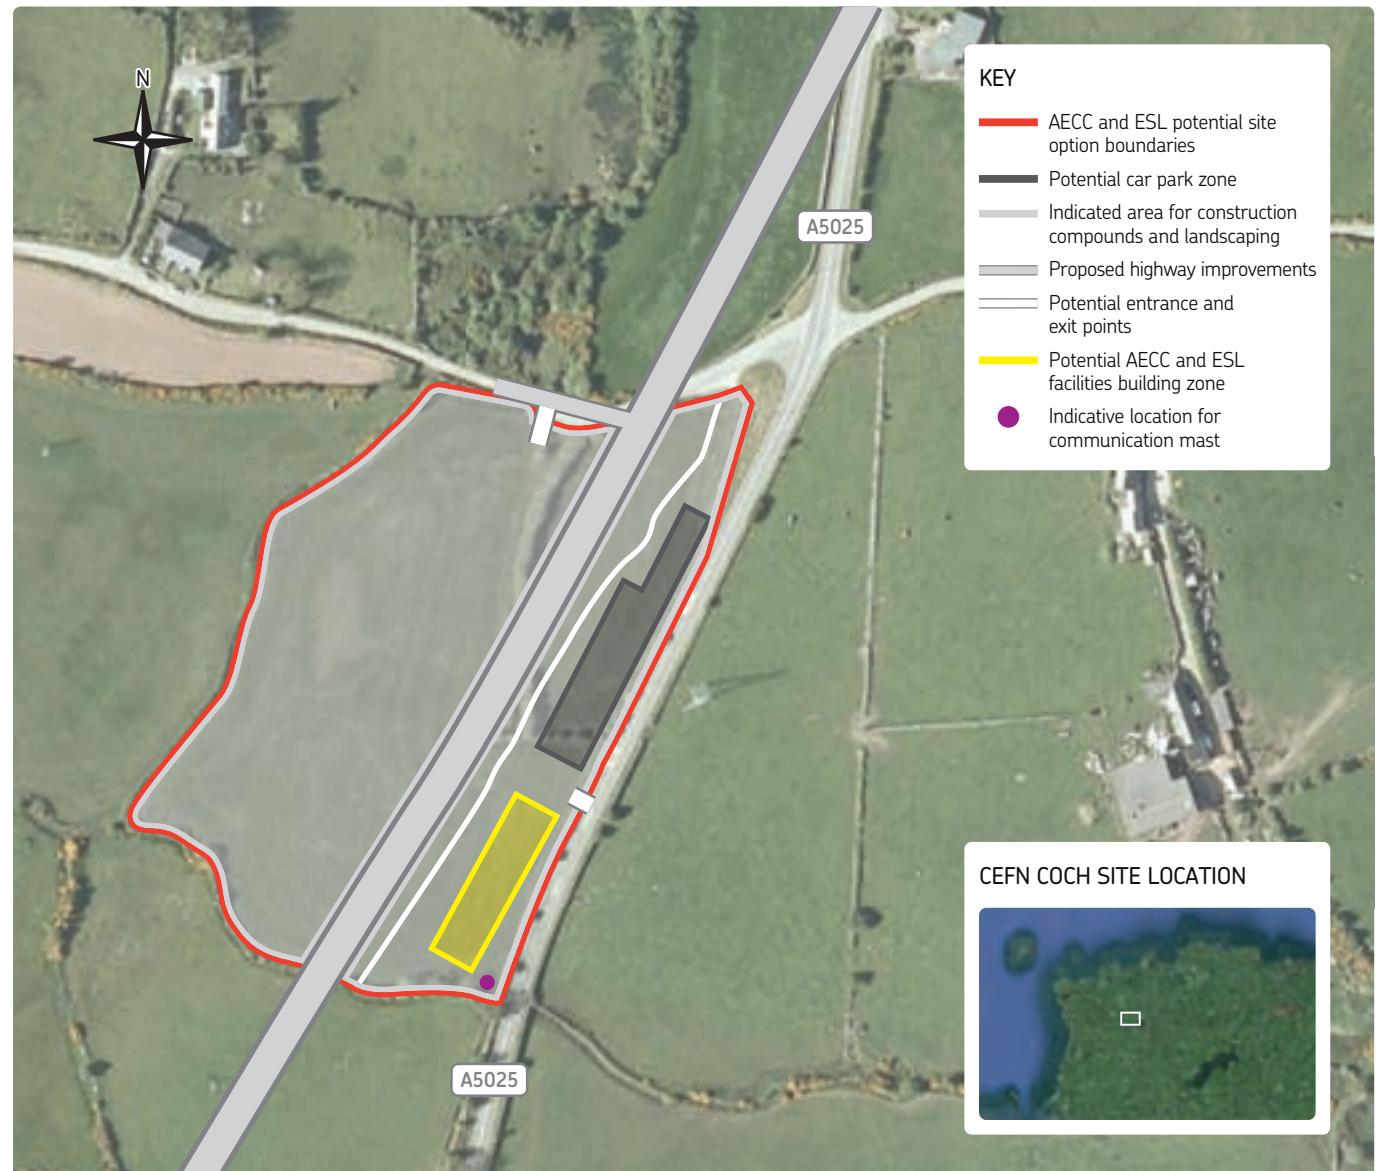 N
A5025
KEY
AECC and ESL potential site
option boundaries
Potential car park zone
Indicated area for construction
compounds and landscaping
Proposed highway improvements
Potential entrance and
exit points
Potential AECC and ESL
facilities building zone
Indicative location for
communication mast
CEFN COCH SITE LOCATION
A5025